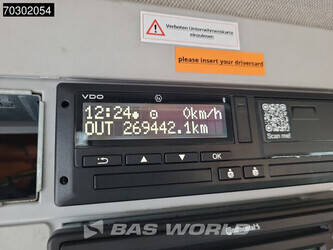 70302054
Verboten Unternehmenskarte
einzulesen
please insert your drivercard
VDO
12:24 0km/h
OUT 269442.1km
OK
Scan me!
BAS WORLD